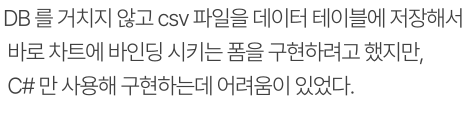 DB 를 거치지 않고 csv 파일을 데이터 테이블에 저장해서
바로 차트에 바인딩 시키는 폼을 구현하려고 했지만,
C# 만 사용해 구현하는데 어려움이 있었다.